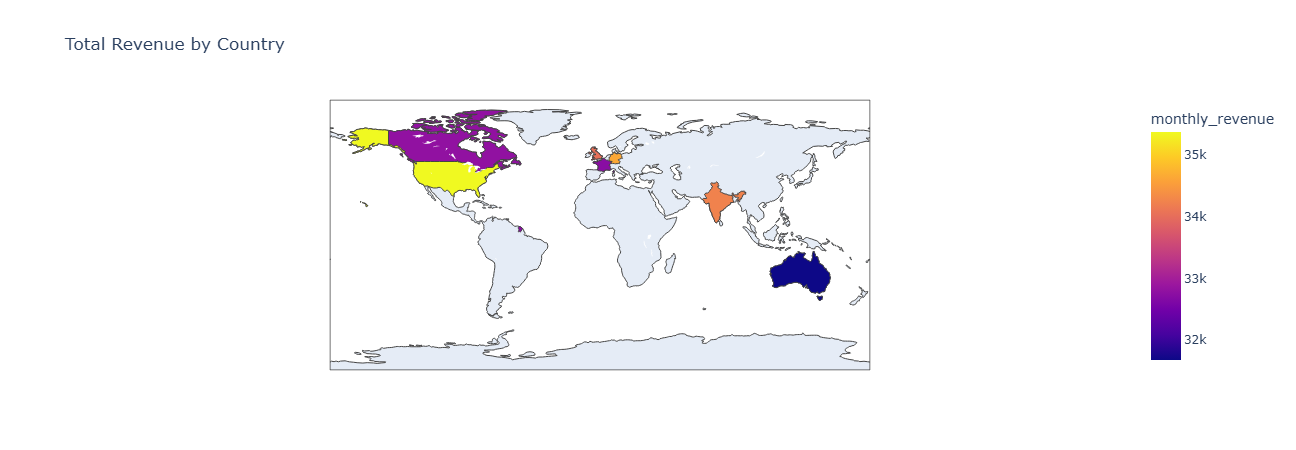 Total Revenue by Country
monthly_revenue
35k
34k
33k
32k